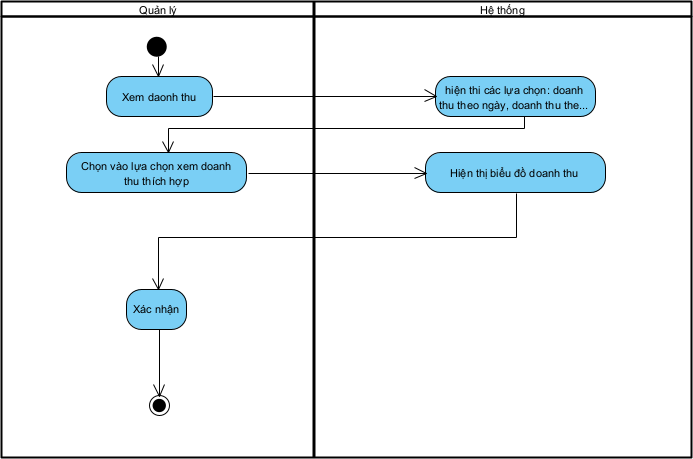 Quản lý
Hệ thống
Xem daonh thu
hiện thi các lựa chọn: doanh
thu theo ngày, doanh thu the...
Chọn vào lựa chọn xem doanh
thu thích hợp
Hiện thị biểu đồ doanh thu
Xác nhận